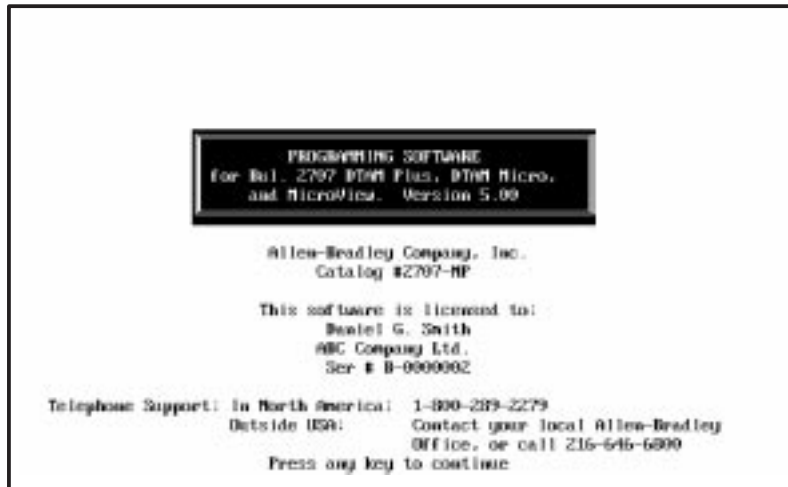 PROGRAMMING SOFTWARE
for Bul. 2707 DTAM Plus, DTAM Micro,
and MicroView. Version 5.00
Allen-Bradley Company, Inc.
Catalog #2707-NP
This software is licensed to:
Daniel G. Smith
ABC Company Ltd.
Ser # B-0000002
Telephone Support: In North America: 1-800-289-2279
Outside USA: Contact your local Allen-Bradley
Office, or call 216-646-6800
Press any key to continue